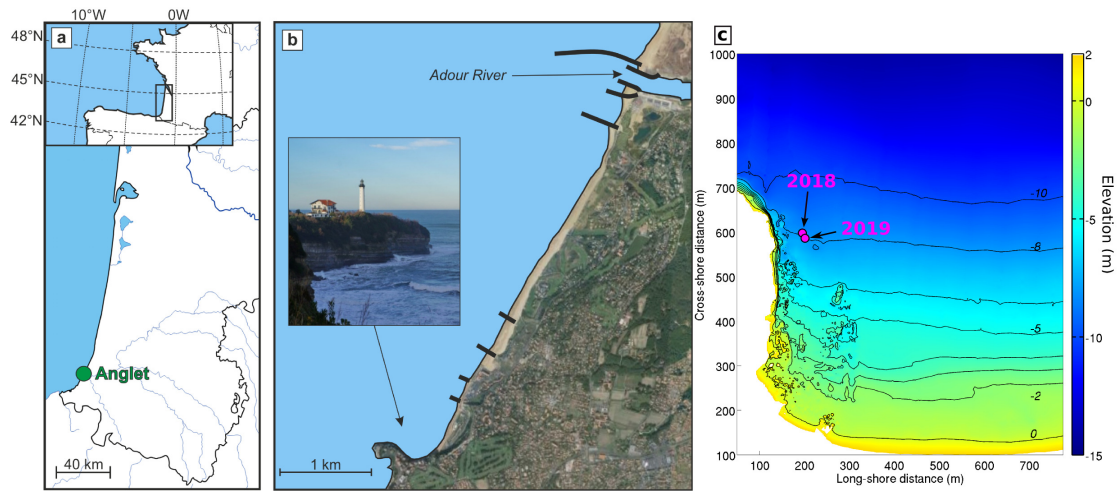 10°W 0°W
a
48°N
45°N
42°N
Anglet
40 km
b
Adour River
1 km
c
1000
900
800
700
600
500
400
300
200
100
Cross-shore distance (m)
2018
2019
-10
-8
-5
-2
0
100 200 300 400 500 600 700
Long-shore distance (m)
2
0
-5
-10
-15
Elevation (m)